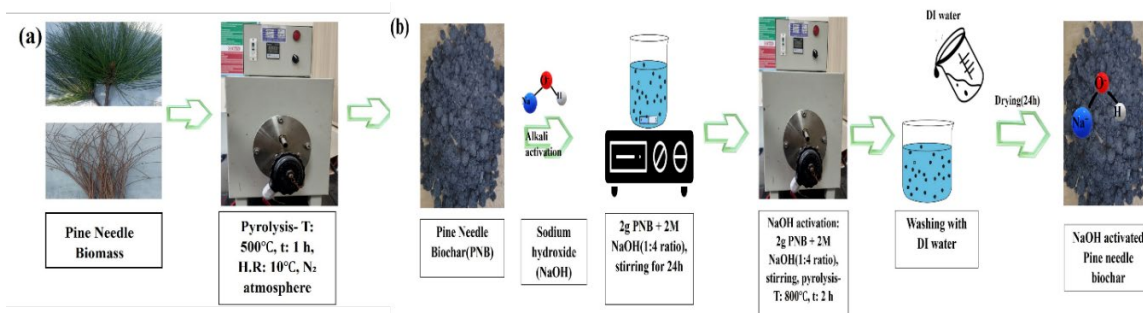 (a)
Pine Needle
Biomass
Pyrolysis- T:
500℃, t: 1 h,
H.R: 10℃, N₂
atmosphere
(b)
Pine Needle
Biochar(PNB)
Alkali
activation
Sodium
hydroxide
(NaOH)
2g PNB + 2M
NaOH(1:4 ratio),
stirring for 24h
NaOH activation:
2g PNB + 2M
NaOH(1:4 ratio),
stirring, pyrolysis-
T: 800℃, t: 2 h
DI water
Washing with
DI water
Drying(24h)
Na⁺
O⁻
H
NaOH activated
Pine needle
biochar